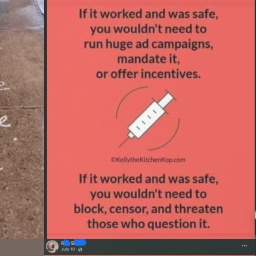 If it worked and was safe,
you wouldn't need to
run huge ad campaigns,
mandate it,
or offer incentives.
©KellytheKitchenKop.com
If it worked and was safe,
you wouldn't need to
block, censor, and threaten
those who question it.
July 10